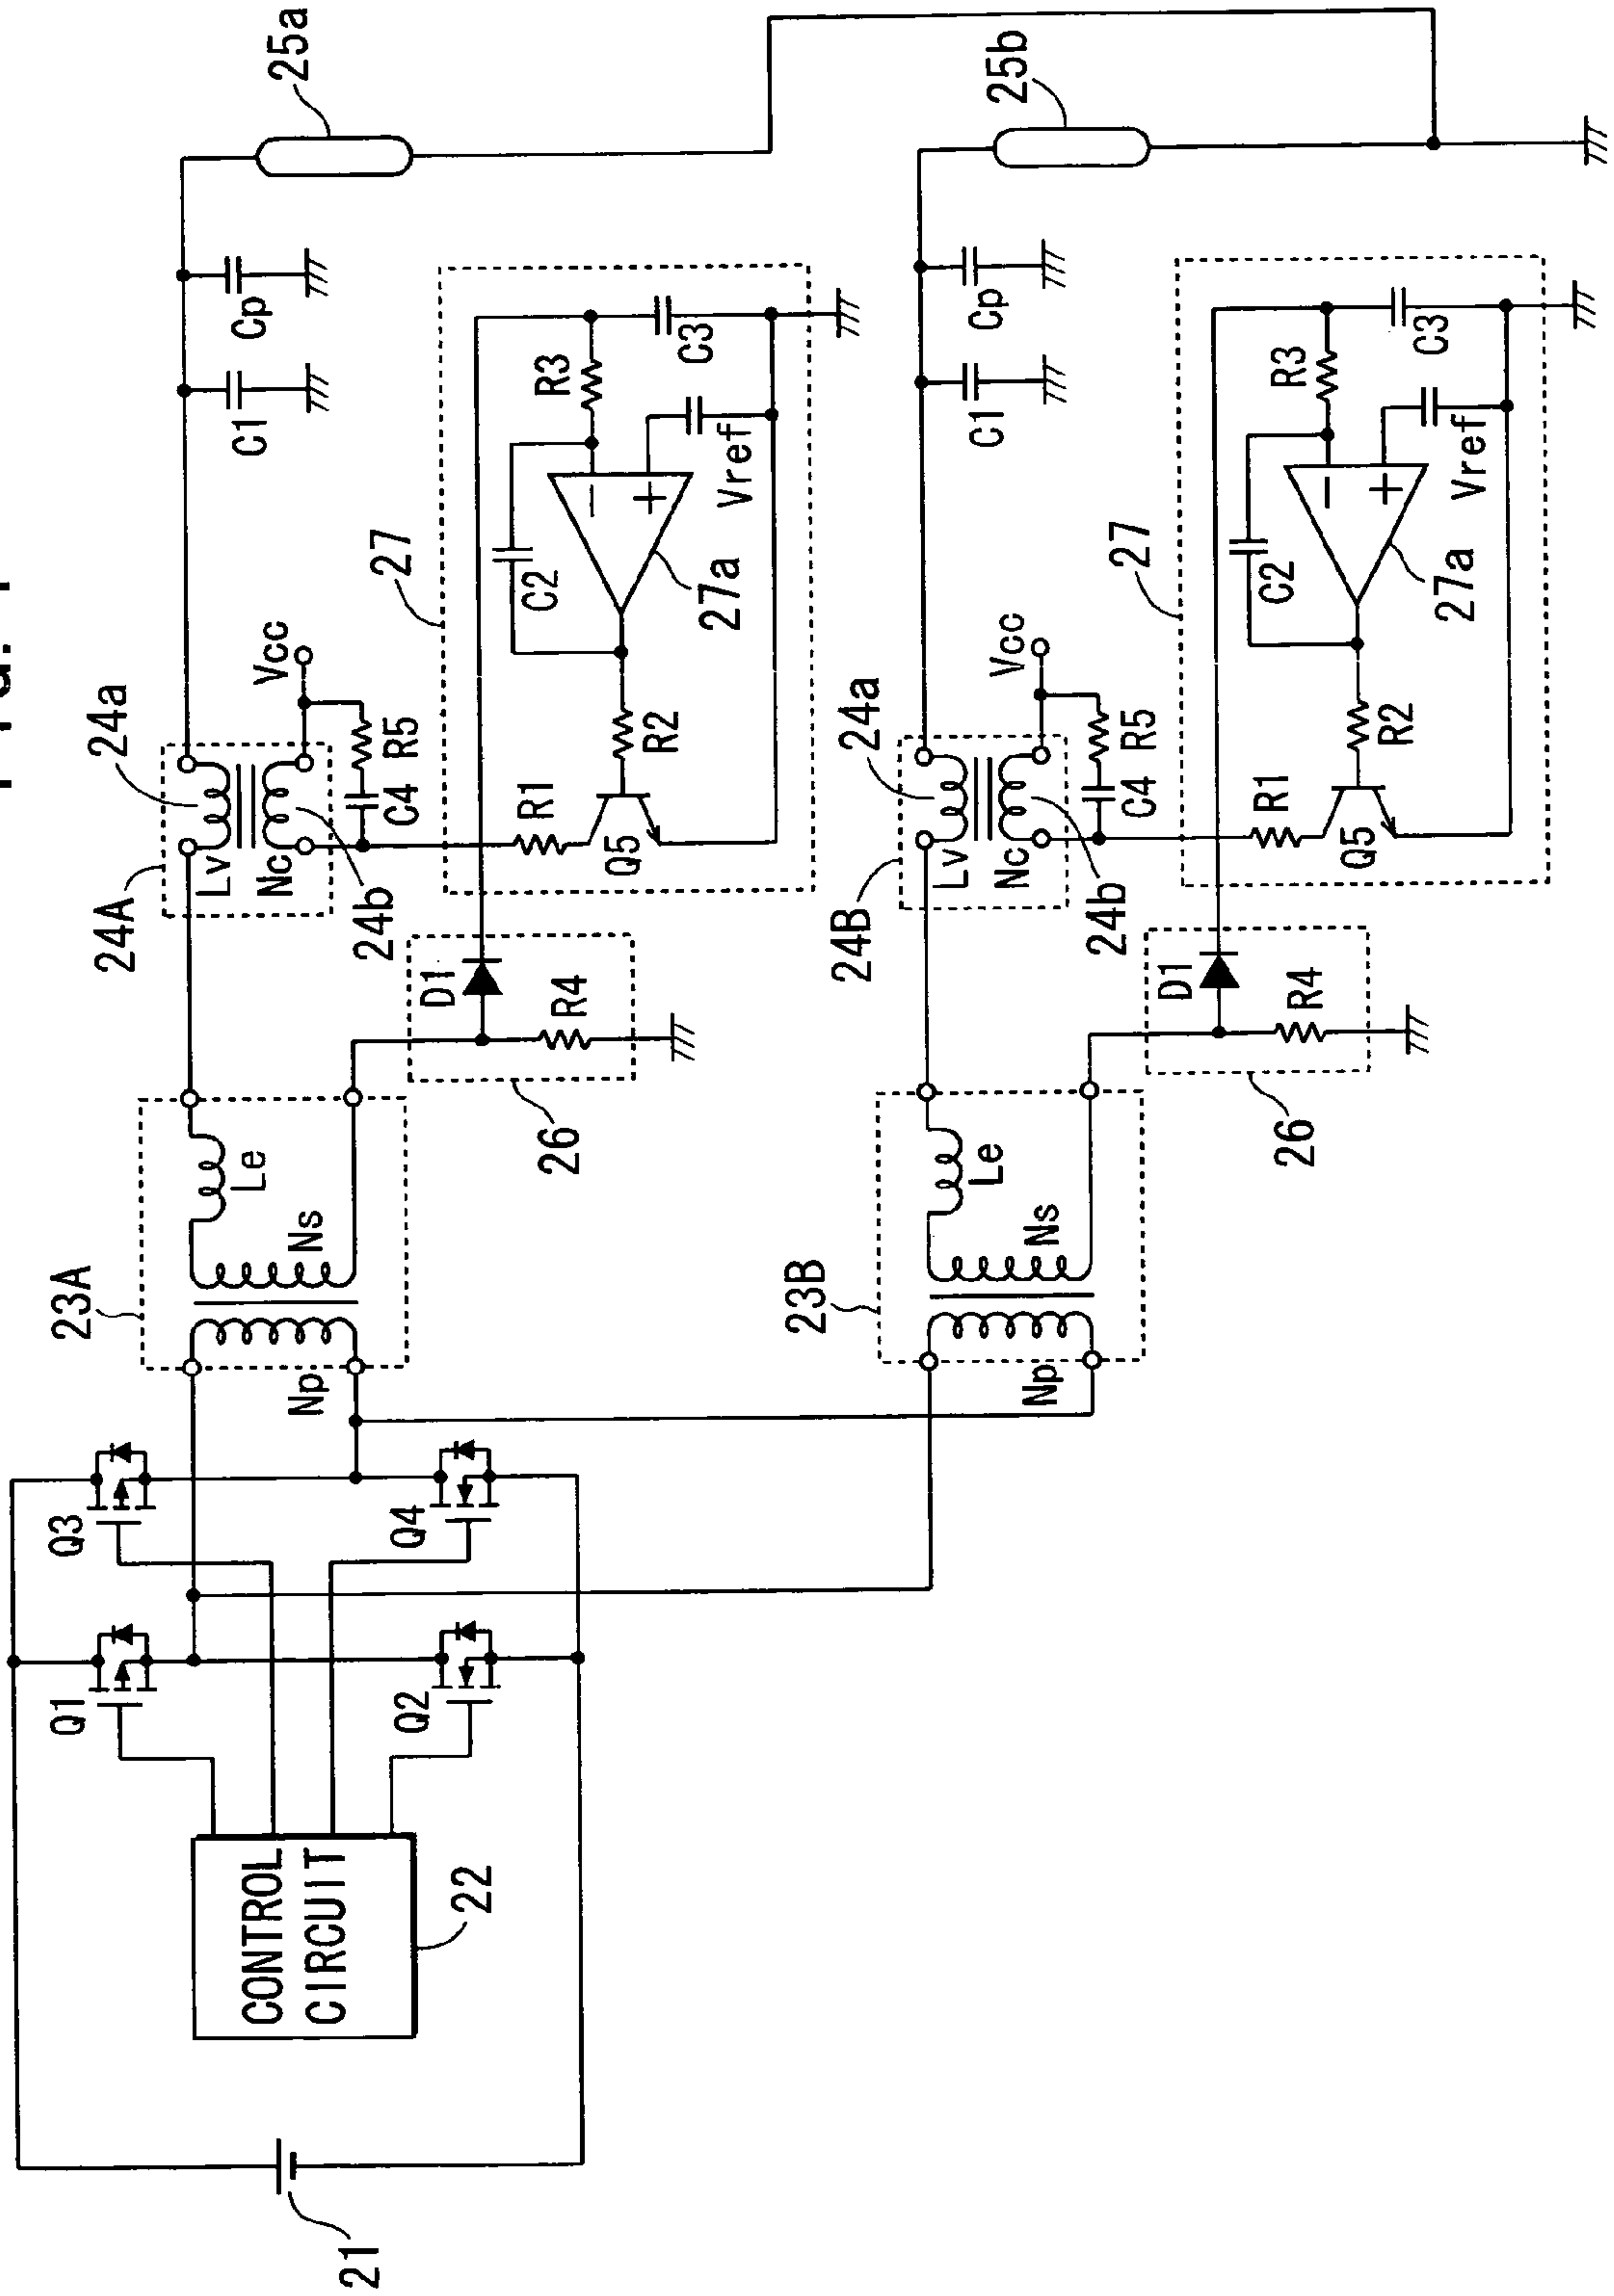 21
CONTROL
CIRCUIT
22
Q1
Q3
Q2
Q4
23A
Np
Ns
Le
24A
24a
Lv
Nc
24b
Vcc
C4
R5
C1
Cp
25a
26
D1
R4
27
R1
Q5
R2
C2
27a
−
+
R3
Vref
C3
23B
Np
Ns
Le
24B
24a
Lv
Nc
24b
Vcc
C4
R5
C1
Cp
25b
26
D1
R4
27
R1
Q5
R2
C2
27a
−
+
R3
Vref
C3